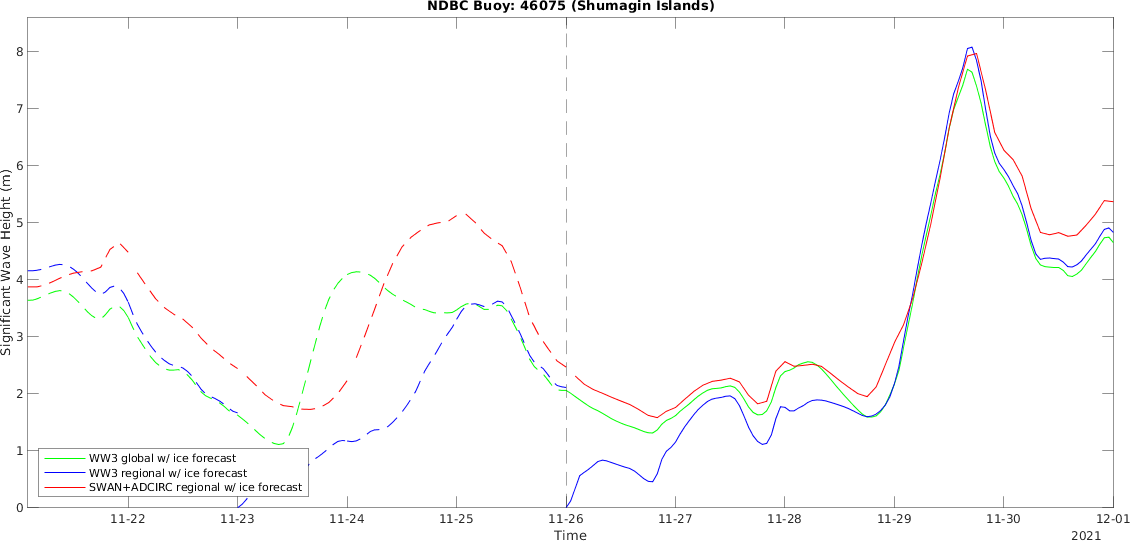 NDBC Buoy: 46075 (Shumagin Islands)
8
7
6
5
4
3
2
1
0
Significant Wave Height (m)
WW3 global w/ ice forecast
WW3 regional w/ ice forecast
SWAN+ADCIRC regional w/ ice forecast
11-22 11-23 11-24 11-25 11-26 11-27 11-28 11-29 11-30 12-01
Time
2021